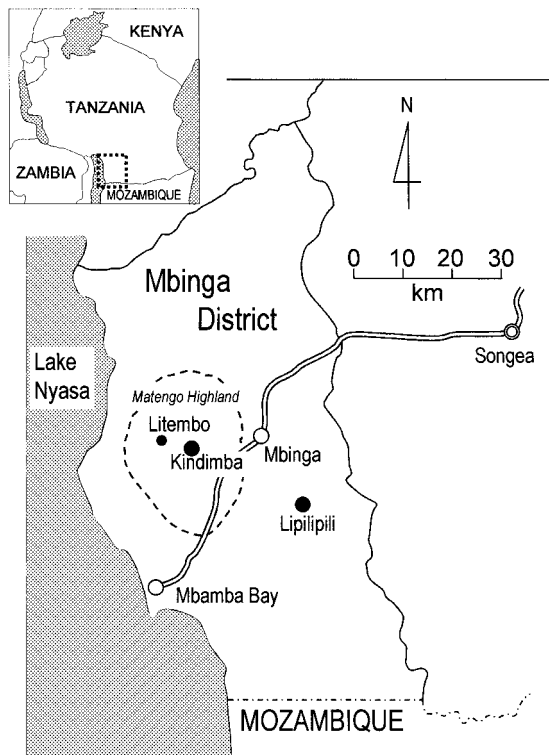 KENYA
TANZANIA
ZAMBIA
MOZAMBIQUE
N
0 10 20 30
km
Mbinga
District
Songea
Lake
Nyasa
Matengo Highland
Litembo
Kindimba
Mbinga
Lipilipili
Mbamba Bay
MOZAMBIQUE